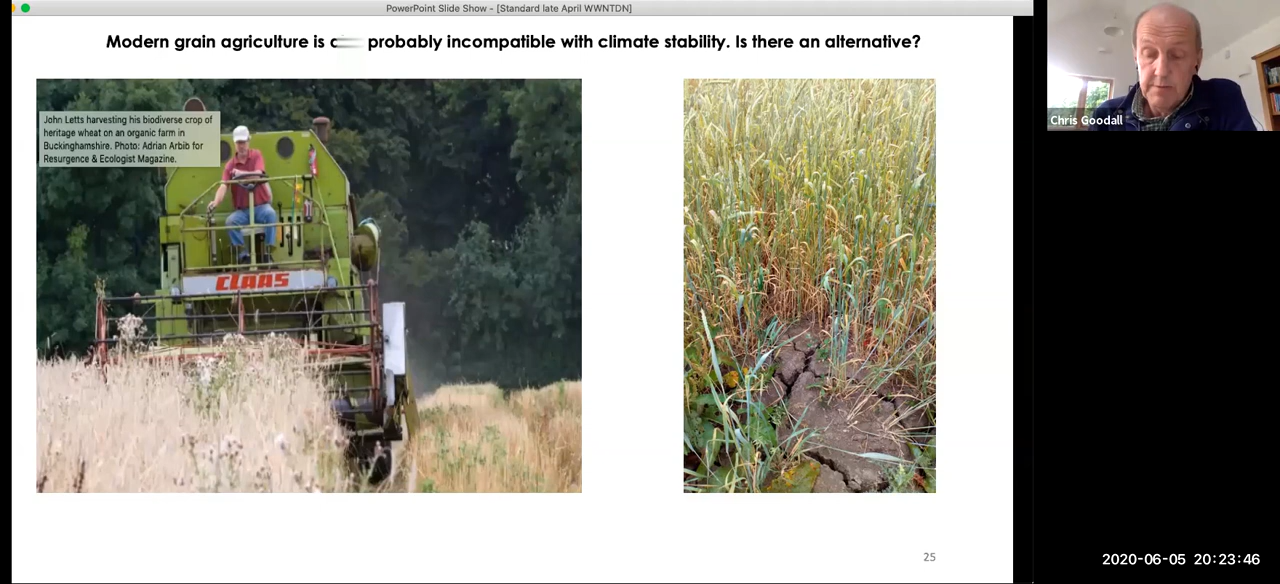 PowerPoint Slide Show - [Standard late April WWNTDN]
Modern grain agriculture is probably incompatible with climate stability. Is there an alternative?
John Letts harvesting his biodiverse crop of
heritage wheat on an organic farm in
Buckinghamshire. Photo: Adrian Arbib for
Resurgence & Ecologist Magazine.
CLAAS
Chris Goodall
25
2020-06-05 20:23:46